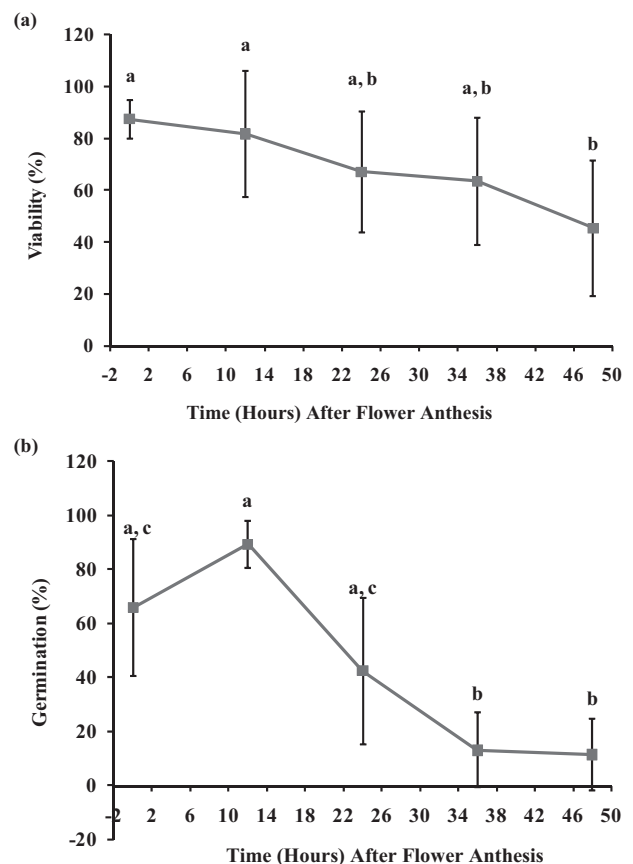 (a)
120
100
80
60
40
20
0
Viability (%)
a
a
a, b
a, b
b
-2 2 6 10 14 18 22 26 30 34 38 42 46 50
Time (Hours) After Flower Anthesis
(b)
120
100
80
60
40
20
0
-20
Germination (%)
a, c
a
a, c
b
b
-2 2 6 10 14 18 22 26 30 34 38 42 46 50
Time (Hours) After Flower Anthesis